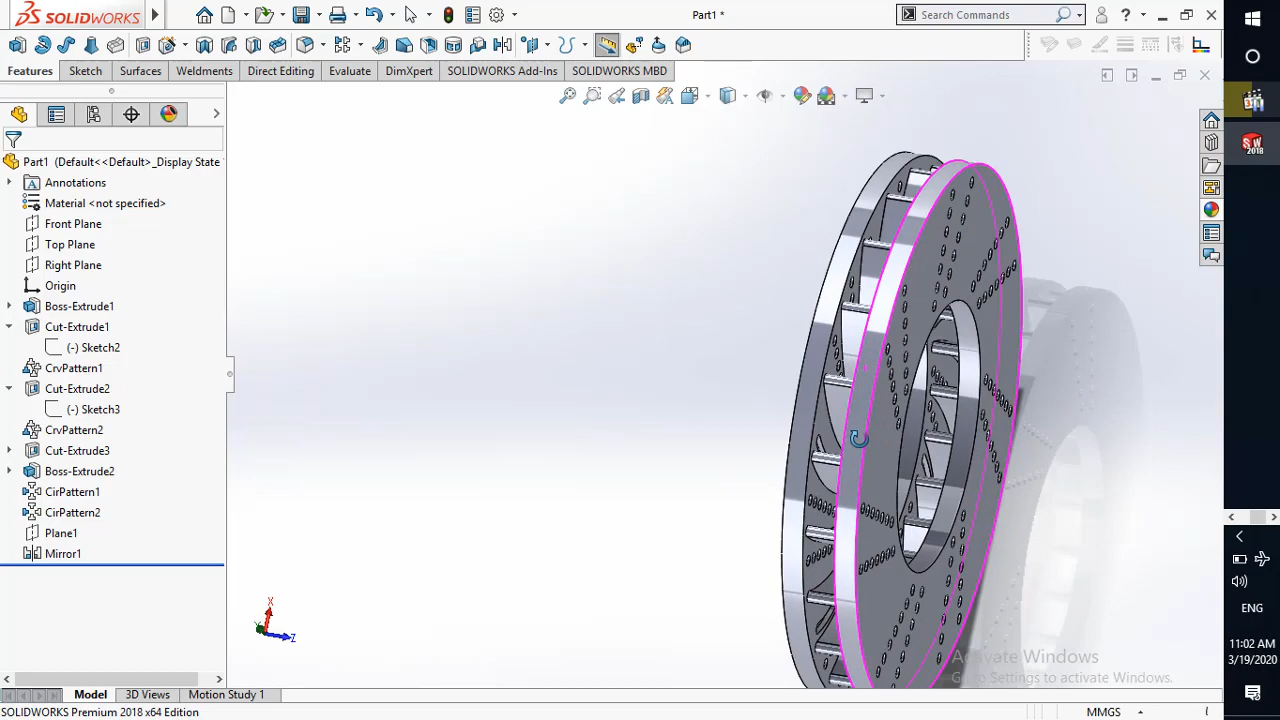 SOLIDWORKS
Part1 *
Search Commands
?
Features
Sketch
Surfaces
Weldments
Direct Editing
Evaluate
DimXpert
SOLIDWORKS Add-Ins
SOLIDWORKS MBD
Part1 (Default<<Default>_Display State
Annotations
Material <not specified>
Front Plane
Top Plane
Right Plane
Origin
Boss-Extrude1
Cut-Extrude1
(-) Sketch2
CrvPattern1
Cut-Extrude2
(-) Sketch3
CrvPattern2
Cut-Extrude3
Boss-Extrude2
CirPattern1
CirPattern2
Plane1
Mirror1
X
Y
Z
Activate Windows
Go to Settings to activate Windows.
Model
3D Views
Motion Study 1
SOLIDWORKS Premium 2018 x64 Edition
MMGS
SW
2018
ENG
11:02 AM
3/19/2020